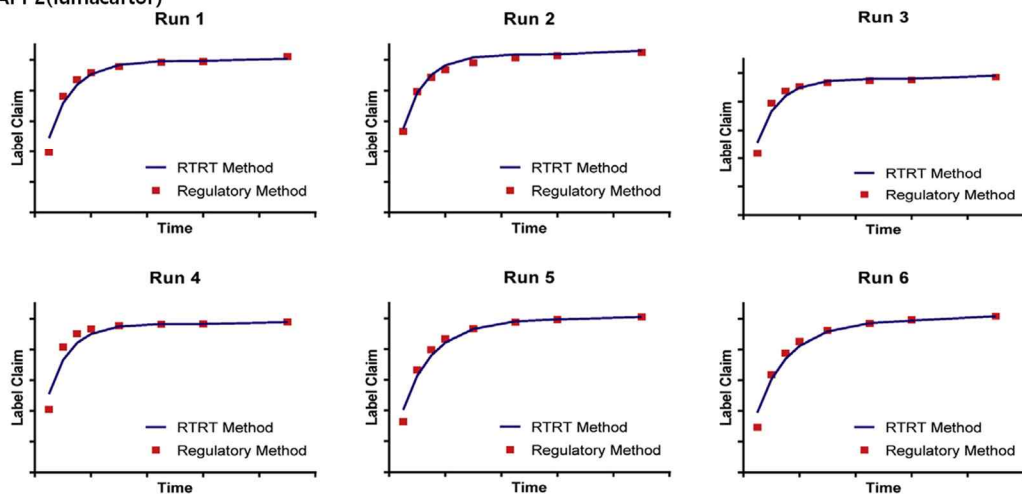 API 2(lumacaftor)
Run 1
Label Claim
RTRT Method
Regulatory Method
Time
Run 2
Label Claim
RTRT Method
Regulatory Method
Time
Run 3
Label Claim
RTRT Method
Regulatory Method
Time
Run 4
Label Claim
RTRT Method
Regulatory Method
Time
Run 5
Label Claim
RTRT Method
Regulatory Method
Time
Run 6
Label Claim
RTRT Method
Regulatory Method
Time